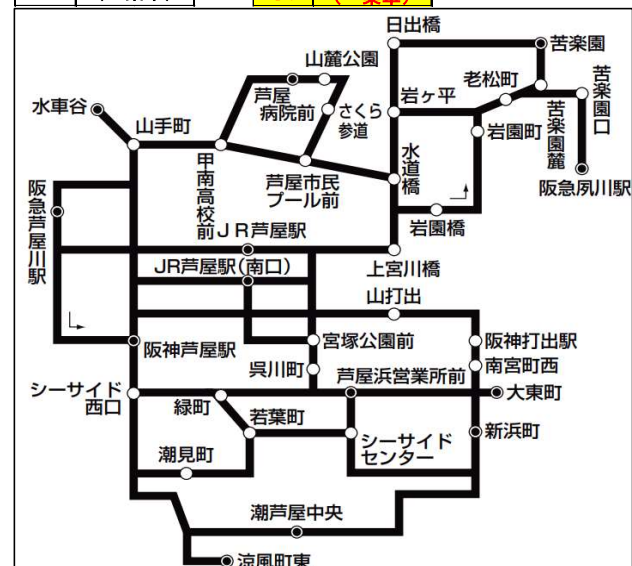 日出橋
苦楽園
山麓公園
老松町
苦楽園口
水車谷
芦屋
病院前
さくら
参道
岩ヶ平
山手町
岩園町
苦楽園麓
水道橋
芦屋市民
プール前
甲南高校前
阪急夙川駅
阪急芦屋川駅
JR芦屋駅
岩園橋
JR芦屋駅(南口)
上宮川橋
山打出
阪神芦屋駅
宮塚公園前
阪神打出駅
呉川町
南宮町西
芦屋浜営業所前
シーサイド
西口
大東町
緑町
若葉町
新浜町
シーサイド
センター
潮見町
潮芦屋中央
涼風町東